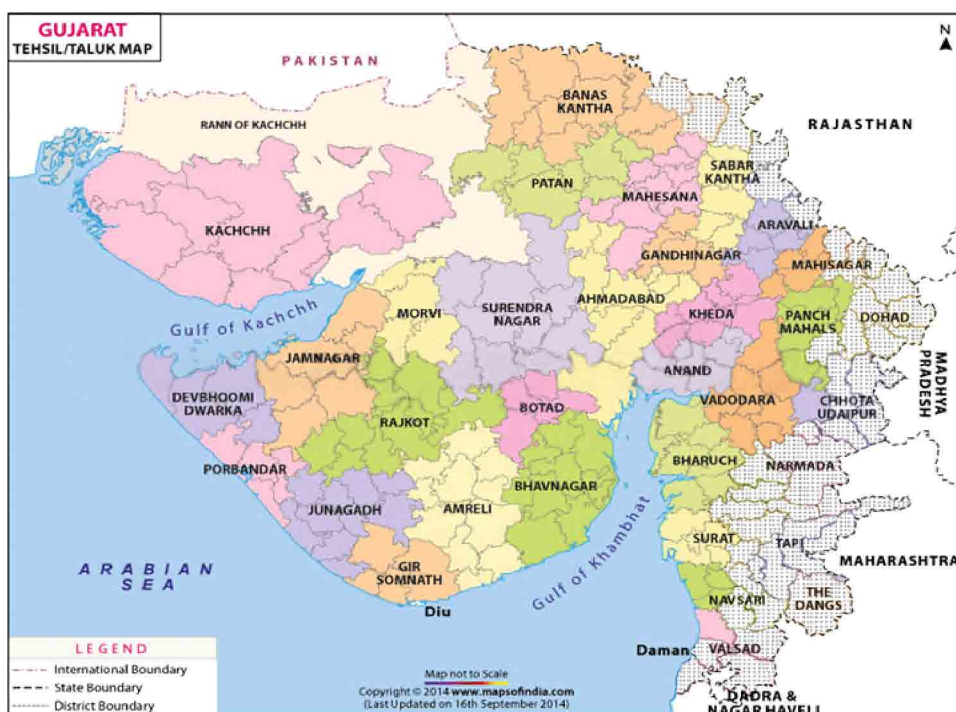 GUJARAT
TEHSIL/TALUK MAP
N
PAKISTAN
BANAS
KANTHA
RANN OF KACHCHH
RAJASTHAN
SABAR
KANTHA
PATAN
MAHESANA
KACHCHH
ARAVALI
GANDHINAGAR
MAHISAGAR
SURENDRA
NAGAR
AHMADABAD
MORVI
KHEDA
PANCH
MAHALS
DOHAD
Gulf of Kachchh
JAMNAGAR
ANAND
MADHYA
PRADESH
DEVBHOOMI
DWARKA
BOTAD
VADODARA
CHHOTA
UDAIPUR
RAJKOT
PORBANDAR
BHARUCH
NARMADA
BHAVNAGAR
JUNAGADH
AMRELI
SURAT
TAPI
MAHARASHTRA
ARABIAN
SEA
GIR
SOMNATH
Gulf of Khambhat
THE
DANGS
NAVSARI
Diu
LEGEND
International Boundary
State Boundary
District Boundary
Daman
VALSAD
Map not to Scale
Copyright © 2014 www.mapsofindia.com
(Last Updated on 16th September 2014)
DADRA &
NAGAR HAVELI